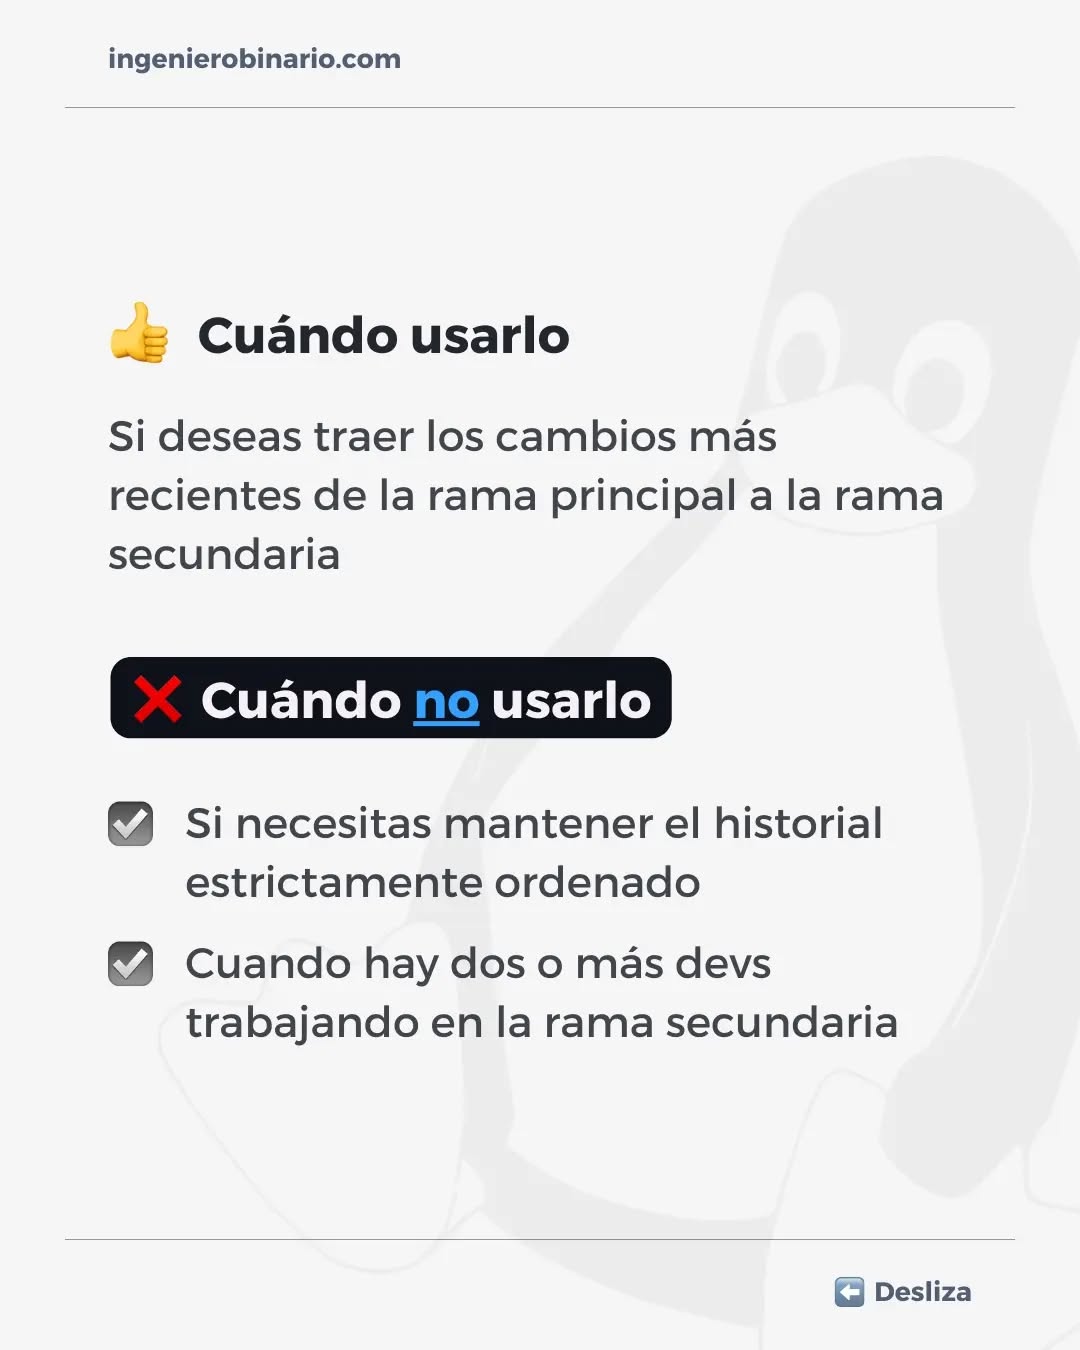 ingenierobinario.com
👍 Cuándo usarlo
Si deseas traer los cambios más
recientes de la rama principal a la rama
secundaria
❌ Cuándo no usarlo
☑ Si necesitas mantener el historial
estrictamente ordenado
☑ Cuando hay dos o más devs
trabajando en la rama secundaria
⬅ Desliza